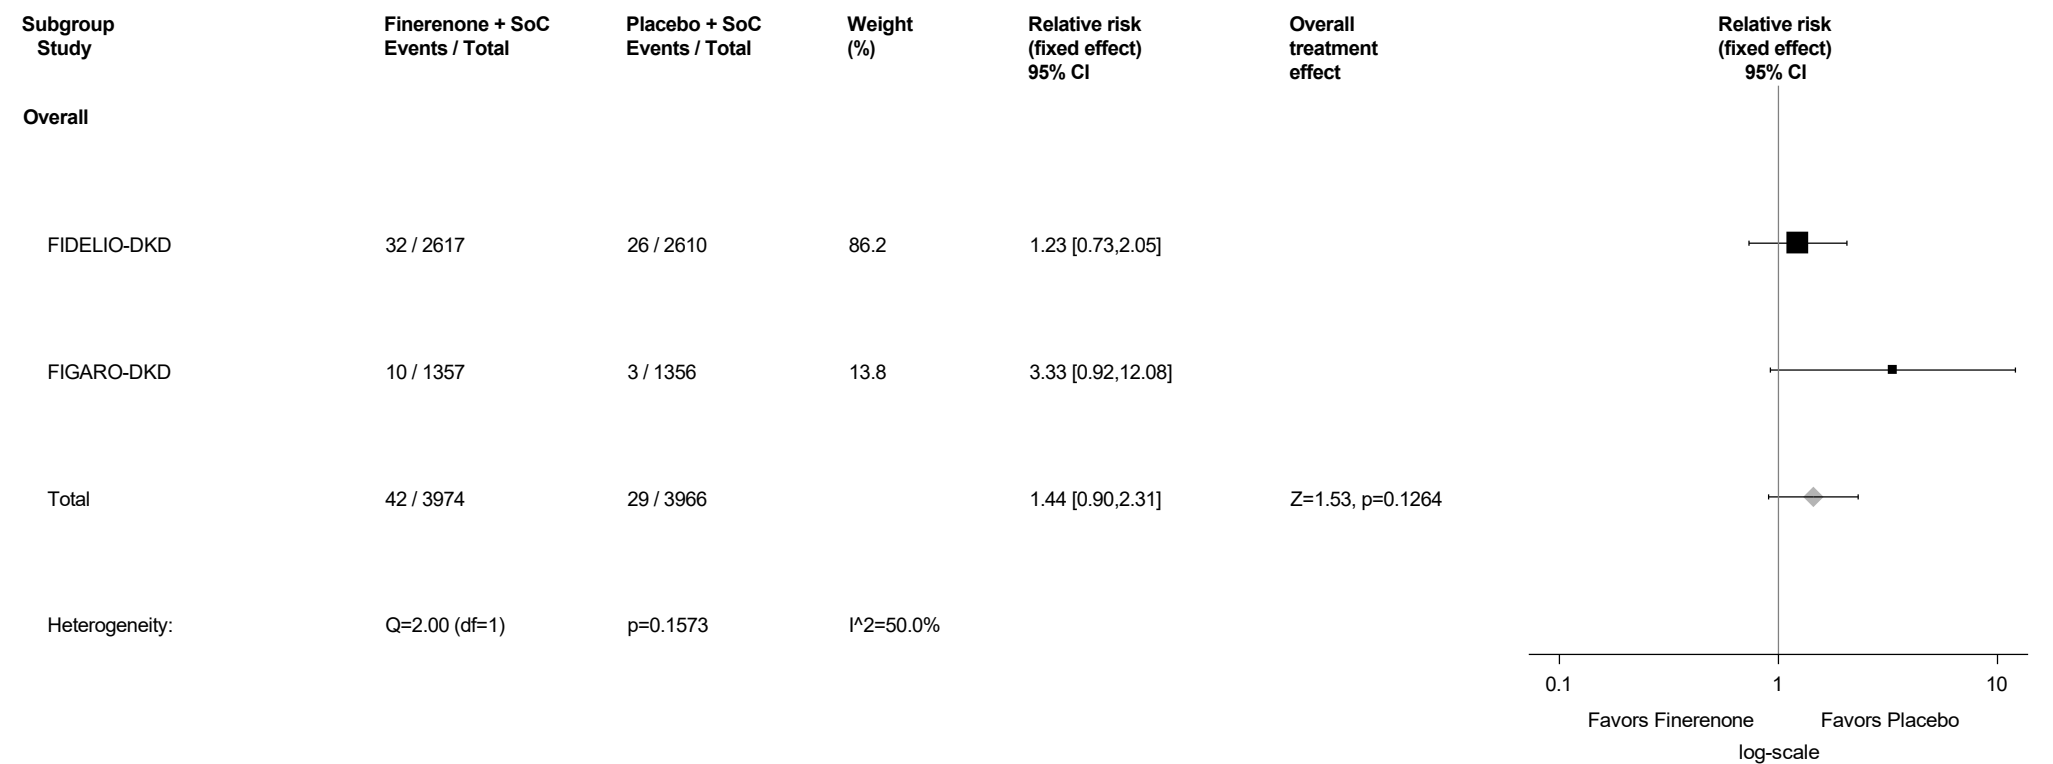 Subgroup Finerenone + SoC Placebo + SoC Weight Relative risk Overall Relative risk
Study Events / Total Events / Total (%) (fixed effect) treatment (fixed effect)
95% CI effect 95% CI
Overall
FIDELIO-DKD 32 / 2617 26 / 2610 86.2 1.23 [0.73,2.05]
FIGARO-DKD 10 / 1357 3 / 1356 13.8 3.33 [0.92,12.08]
Total 42 / 3974 29 / 3966 1.44 [0.90,2.31] Z=1.53, p=0.1264
Heterogeneity: Q=2.00 (df=1) p=0.1573 I^2=50.0%
0.1 1 10
Favors Finerenone Favors Placebo
log-scale